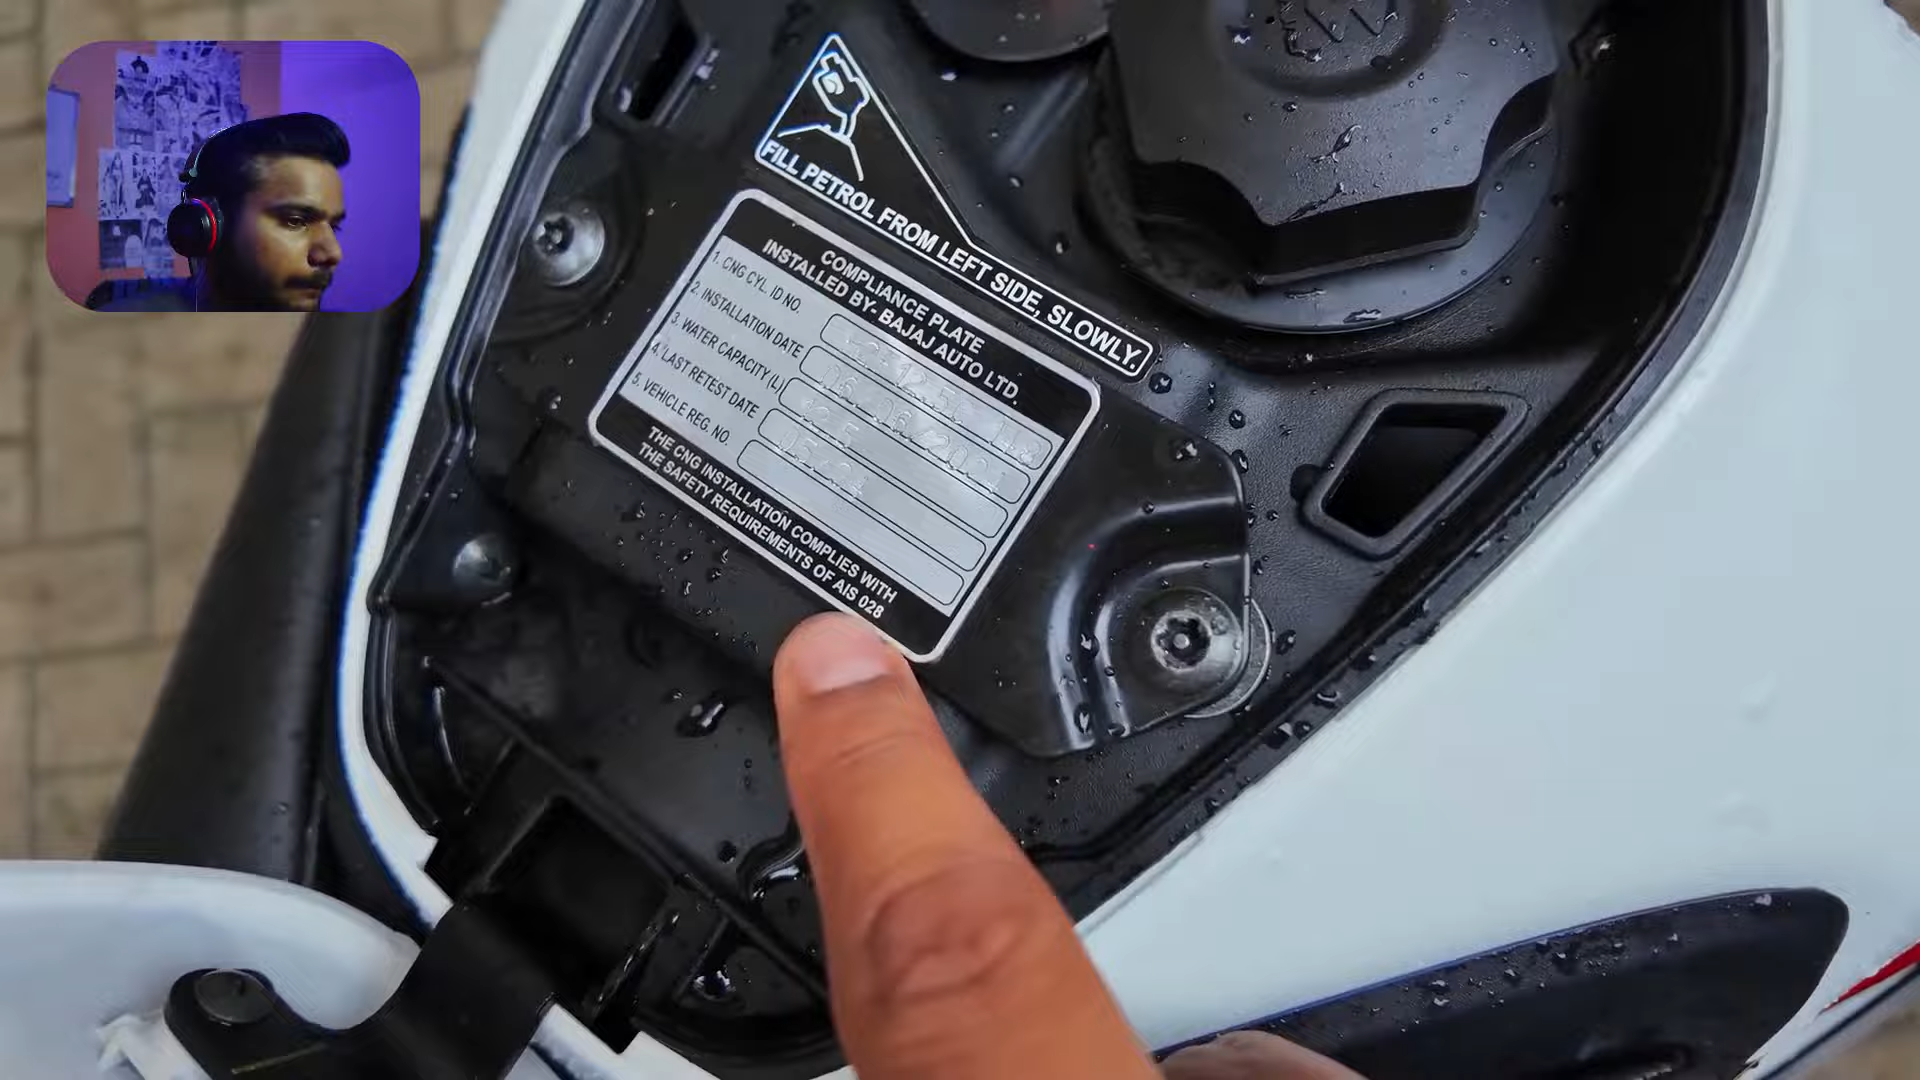 FILL PETROL FROM LEFT SIDE, SLOWLY.
COMPLIANCE PLATE
INSTALLED BY:- BAJAJ AUTO LTD.
1. CNG CYL. ID NO.
2. INSTALLATION DATE
3. WATER CAPACITY (L)
12.5
4. LAST RETEST DATE
5. VEHICLE REG. NO.
THE CNG INSTALLATION COMPLIES WITH
THE SAFETY REQUIREMENTS OF AIS 028